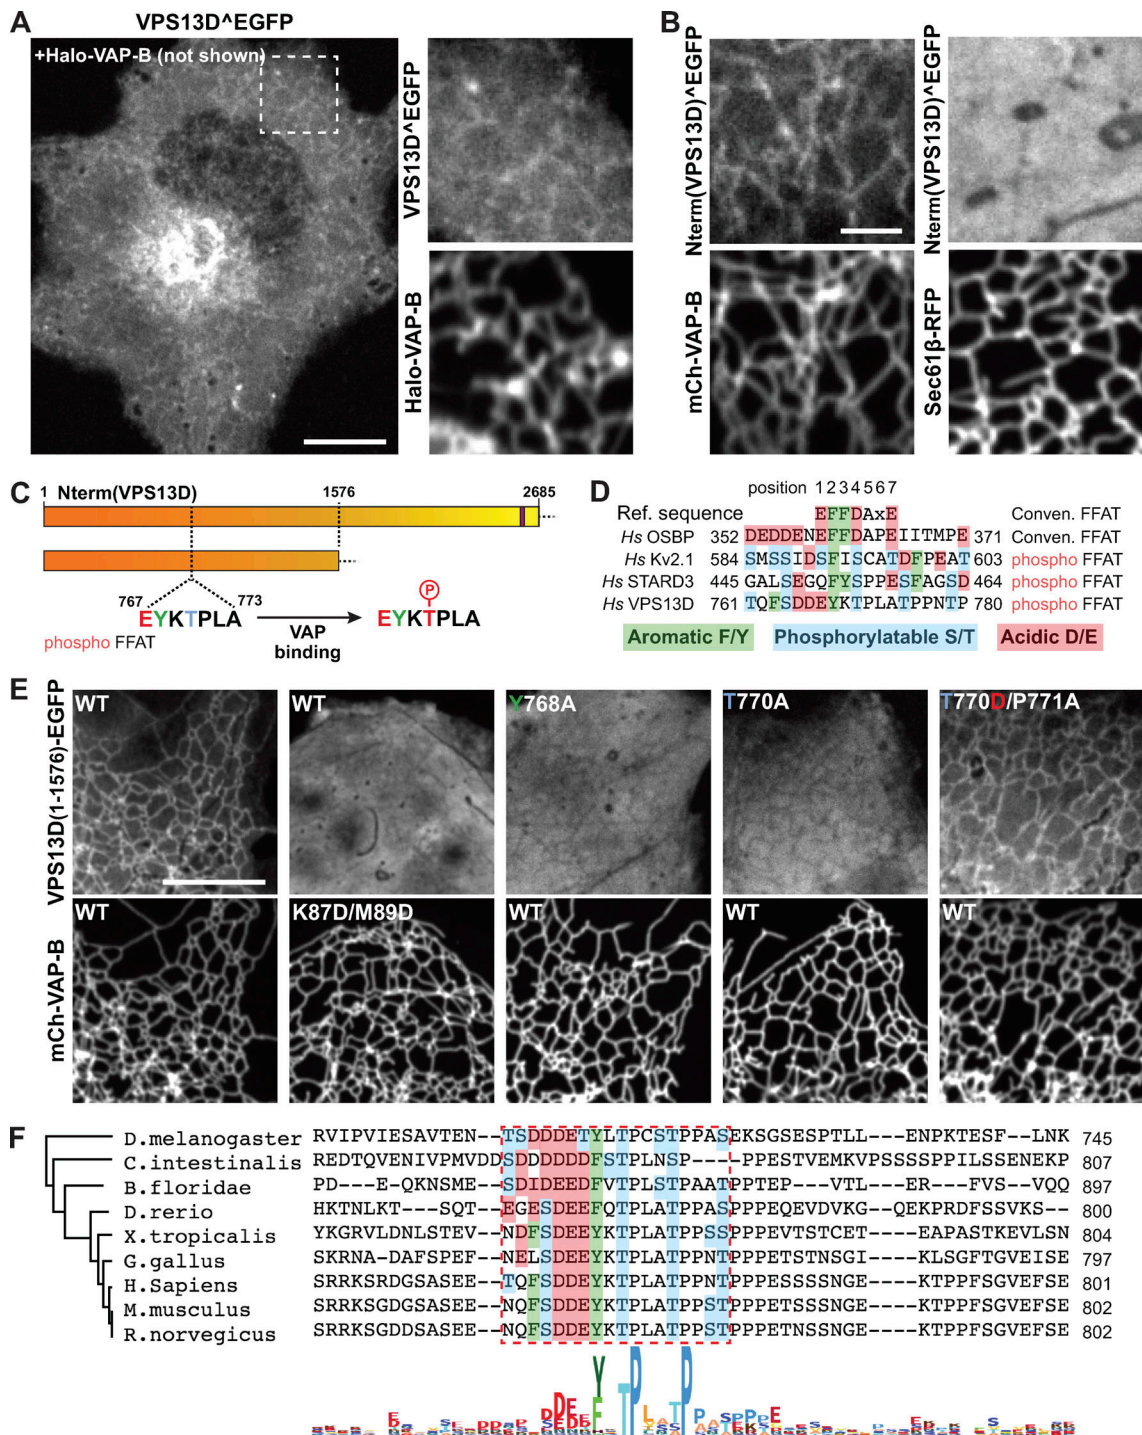 A
VPS13D^EGFP
+Halo-VAP-B (not shown)
VPS13D^EGFP
Halo-VAP-B
B
Nterm(VPS13D)^EGFP
Nterm(VPS13D)^EGFP
mCh-VAP-B
Sec61β-RFP
C
1 Nterm(VPS13D) 1576 2685
767 773
EYKTPLA
phospho FFAT
VAP
binding
P
EYKTPLA
D
position 1234567
Ref. sequence EFFDAxE Conven. FFAT
Hs OSBP 352 DEDDENEFFDAPEIITMPE 371 Conven. FFAT
Hs Kv2.1 584 SMSSIDSFISCATDFPEAT 603 phospho FFAT
Hs STARD3 445 GALSEGQFYSPPESFAGSD 464 phospho FFAT
Hs VPS13D 761 TQFSDDEYKTPLATPPNTP 780 phospho FFAT
Aromatic F/Y Phosphorylatable S/T Acidic D/E
E
VPS13D(1-1576)-EGFP
WT WT Y768A T770A T770D/P771A
mCh-VAP-B
WT K87D/M89D WT WT WT
F
D.melanogaster RVIPVIESAVTEN--TSDDDETYLTPCSTPPASEKSGSESPTLL---ENPKTESF--LNK 745
C.intestinalis REDTQVENIVPMVDDSDDDDDDFSTPLNSP----PPESTVEMKVPSSSSPPILSSENEKP 807
B.floridae PD---E-QKNSME--SDIDEEDFVTPLSTPAATPPTEP---VTL---ER---FVS-VQQ 897
D.rerio HKTNLKT---SQT--EGESDEEFQTPLATPPASPPPEQEVDVKG--QEKPRDFSSVKS- 800
X.tropicalis YKGRVLDNLSTEV--NDFSDEEYKTPLATPPSSPPPEVTSTCET---EAPASTKEVLSN 804
G.gallus SKRNA-DAFSPEF--NELSDEEYKTPLATPPNTPPPETSTNSGI----KLSGFTGVEISE 797
H.Sapiens SRRKSRDGSASEE--TQFSDDEYKTPLATPPNTPPPESSSNGE----KTPPFSGVEFSE 801
M.musculus SRRKSGDGSASEE--NQFSDDEYKTPLATPPSTPPPETSSSNGE----KTPPFSGVEFSE 802
R.norvegicus SRRKSGDDSASEE--NQFSDDEYKTPLATPPSTPPPETNSSNGE----KTPPFSGVEFSE 802